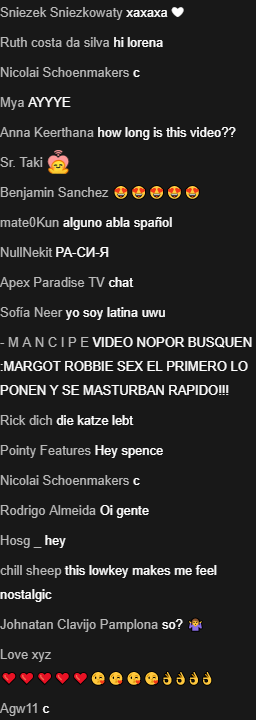 Sniezek Sniezkowaty xaxaxa 🤍
Ruth costa da silva hi lorena
Nicolai Schoenmakers c
Mya AYYYE
Anna Keerthana how long is this video??
Sr. Taki
Benjamin Sanchez 😍😍😍😍😍
mate0Kun alguno abla spañol
NullNekit РА-СИ-Я
Apex Paradise TV chat
Sofía Neer yo soy latina uwu
- M A N C I P E VIDEO NOPOR BUSQUEN
:MARGOT ROBBIE SEX EL PRIMERO LO
PONEN Y SE MASTURBAN RAPIDO!!!
Rick dich die katze lebt
Pointy Features Hey spence
Nicolai Schoenmakers c
Rodrigo Almeida Oi gente
Hosg _ hey
chill sheep this lowkey makes me feel
nostalgic
Johnatan Clavijo Pamplona so? 🤷
Love xyz
❤❤❤❤❤😘😘😘😘👌👌👌👌
Agw11 c